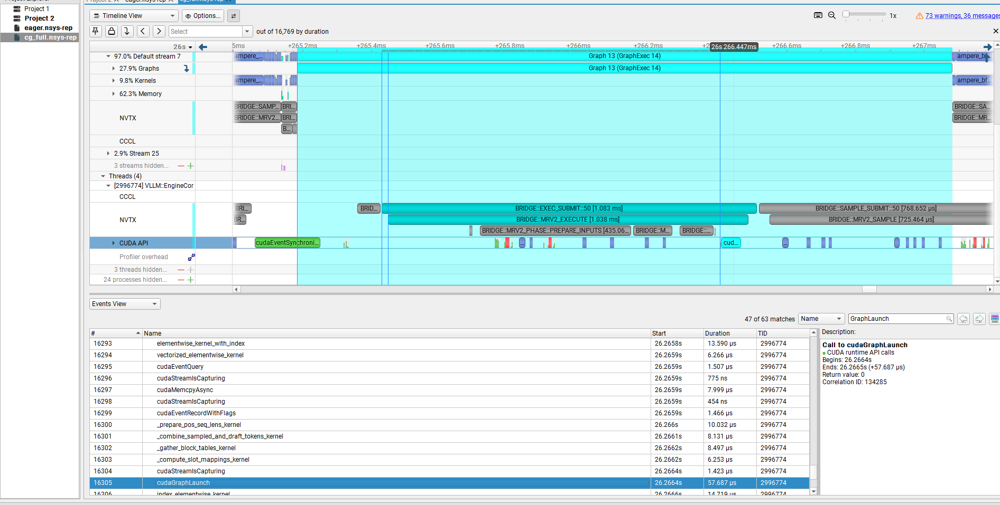 Project 1
Project 2
eager.nsys-rep
cg_full.nsys-rep
Timeline View
Options...
1x
73 warnings, 36 messages
Select
out of 16,769 by duration
26s
5ms +265.2ms +265.4ms +265.6ms +265.8ms +266ms +266.2ms 26s 266.447ms +266.6ms +266.8ms +267ms
97.0% Default stream 7
ampere_...
Graph 13 (GraphExec 14)
ampere_bf
27.9% Graphs
Graph 13 (GraphExec 14)
9.8% Kernels
ampere_...
ampere_bf...
62.3% Memory
NVTX
BRIDGE::SAMP... BRI...
BRIDGE::SA...
BRIDGE::MRV2... BRI...
BRIDGE::MR...
B...
CCCL
2.9% Stream 25
3 streams hidden...
Threads (4)
[2996774] VLLM::EngineCor
CCCL
NVTX
BRI... BRID... BRIDGE::EXEC_SUBMIT::50 [1.083 ms] BRIDGE::SAMPLE_SUBMIT::50 [768.652 µs]
BR... BRIDGE::MRV2_EXECUTE [1.038 ms] BRIDGE::MRV2_SAMPLE [725.464 µs]
BRIDGE::MRV2_PHASE::PREPARE_INPUTS [435.06... BRIDGE::M... BRIDGE::...
CUDA API
cudaEventSynchroni... ... cud... ...
Profiler overhead
3 threads hidden...
24 processes hidden...
Events View
47 of 63 matches
Name
GraphLaunch
# Name Start Duration TID
16293 elementwise_kernel_with_index 26.2658s 13.590 µs 2996774
16294 vectorized_elementwise_kernel 26.2659s 6.266 µs 2996774
16295 cudaEventQuery 26.2659s 1.507 µs 2996774
16296 cudaStreamIsCapturing 26.2659s 775 ns 2996774
16297 cudaMemcpyAsync 26.2659s 7.999 µs 2996774
16298 cudaStreamIsCapturing 26.2659s 454 ns 2996774
16299 cudaEventRecordWithFlags 26.2659s 1.466 µs 2996774
16300 _prepare_pos_seq_lens_kernel 26.266s 10.032 µs 2996774
16301 _combine_sampled_and_draft_tokens_kernel 26.2661s 8.131 µs 2996774
16302 _gather_block_tables_kernel 26.2662s 8.497 µs 2996774
16303 _compute_slot_mappings_kernel 26.2662s 6.253 µs 2996774
16304 cudaStreamIsCapturing 26.2664s 1.423 µs 2996774
16305 cudaGraphLaunch 26.2664s 57.687 µs 2996774
16306 index_elementwise_kernel 26.2666s 14.719 µs 2996774
Description:
Call to cudaGraphLaunch
CUDA runtime API calls
Begins: 26.2664s
Ends: 26.2665s (+57.687 µs)
Return value: 0
Correlation ID: 134285